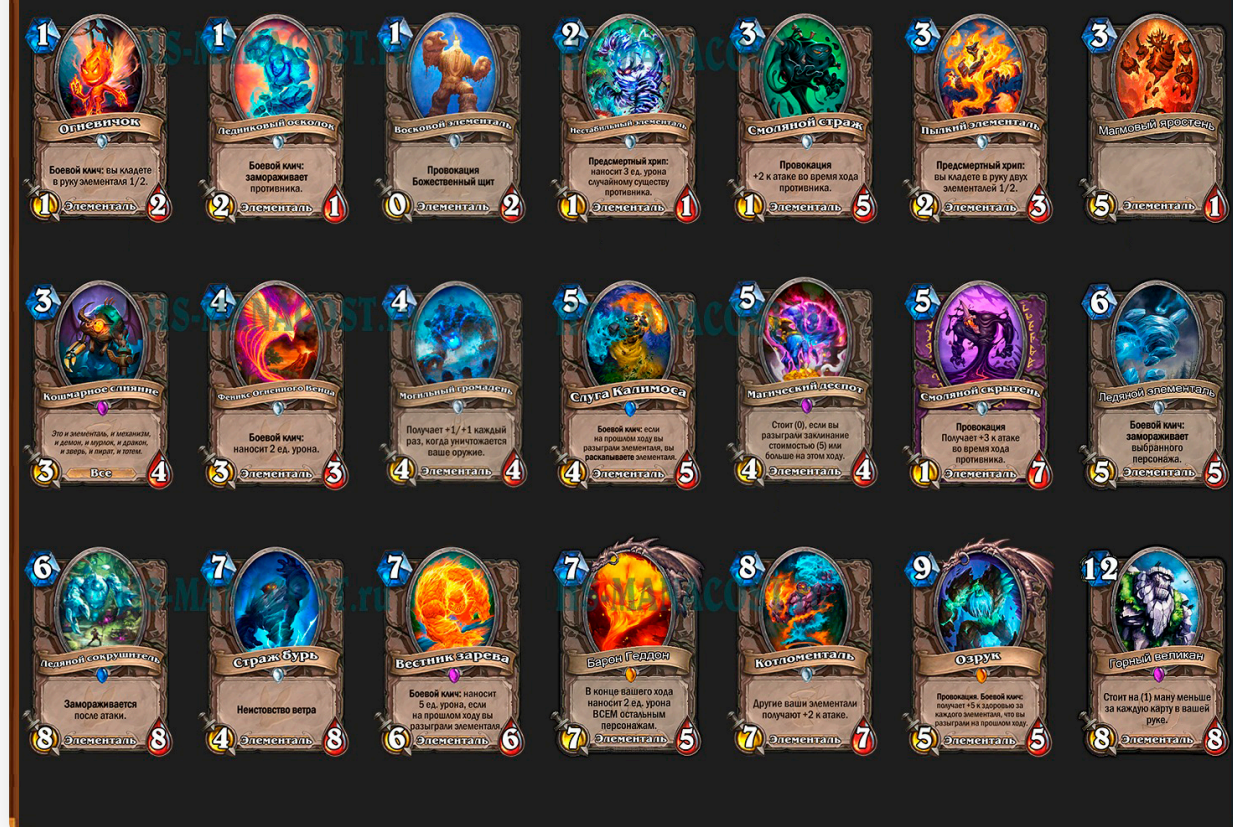 HS-MANACOST.ru
1
Огневичок
Боевой клич: вы кладете
в руку элементаля 1/2.
1 Элементаль 2
1
Ледниковый осколок
Боевой клич:
замораживает
противника.
2 Элементаль 1
1
Восковой элементаль
Провокация
Божественный щит
0 Элементаль 2
2
Нестабильный элементаль
Предсмертный хрип:
наносит 3 ед. урона
случайному существу
противника.
1 Элементаль 1
3
Смоляной страж
Провокация
+2 к атаке во время хода
противника.
1 Элементаль 5
3
Пылкий элементаль
Предсмертный хрип:
вы кладете в руку двух
элементалей 1/2.
2 Элементаль 3
3
Магмовый яростень
5 Элементаль 1
3
Кошмарное слияние
Это и элементаль, и механизм,
и демон, и мурлок, и дракон,
и зверь, и пират, и тотем.
3 Все 4
4
Феникс огненного венца
Боевой клич:
наносит 2 ед. урона.
3 Элементаль 3
4
Могильный громадень
Получает +1/+1 каждый
раз, когда уничтожается
ваше оружие.
4 Элементаль 4
5
Слуга Калимоса
Боевой клич: если
на прошлом ходу вы
разыграли элементаля, вы
раскапываете элементаля.
4 Элементаль 5
5
Магический деспот
Стоит (0), если вы
разыграли заклинание
стоимостью (5) или
больше на этом ходу.
4 Элементаль 4
5
Смоляной скрытень
Провокация
Получает +3 к атаке
во время хода
противника.
1 Элементаль 7
6
Ледяной элементаль
Боевой клич:
замораживает
выбранного
персонажа.
5 Элементаль 5
6
Ледяной сокрушитель
Замораживается
после атаки.
8 Элементаль 8
7
Страж бурь
Неистовство ветра
4 Элементаль 8
7
Вестник зарева
Боевой клич: наносит
5 ед. урона, если
на прошлом ходу вы
разыграли элементаля.
6 Элементаль 6
7
Барон Геддон
В конце вашего хода
наносит 2 ед. урона
ВСЕМ остальным
персонажам.
7 Элементаль 5
8
Котломенталь
Другие ваши элементали
получают +2 к атаке.
7 Элементаль 7
9
Озрук
Провокация. Боевой клич:
получает +5 к здоровью за
каждого элементаля, что вы
разыграли на прошлом ходу.
5 Элементаль 5
12
Горный великан
Стоит на (1) ману меньше
за каждую карту в вашей
руке.
8 Элементаль 8